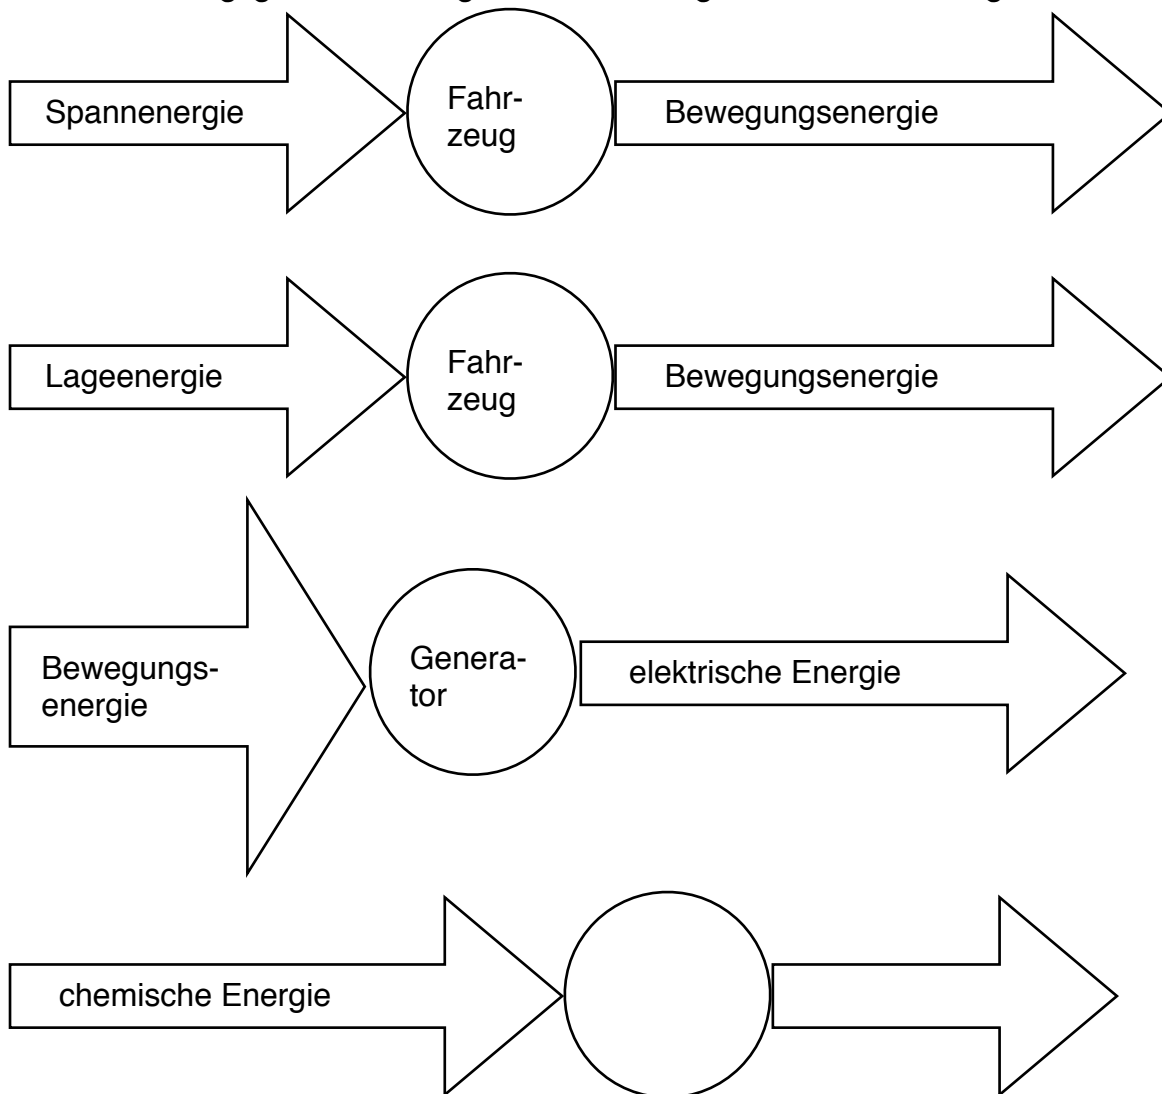 Spannenergie
Fahr-
zeug
Bewegungsenergie
Lageenergie
Fahr-
zeug
Bewegungsenergie
Bewegungs-
energie
Genera-
tor
elektrische Energie
chemische Energie